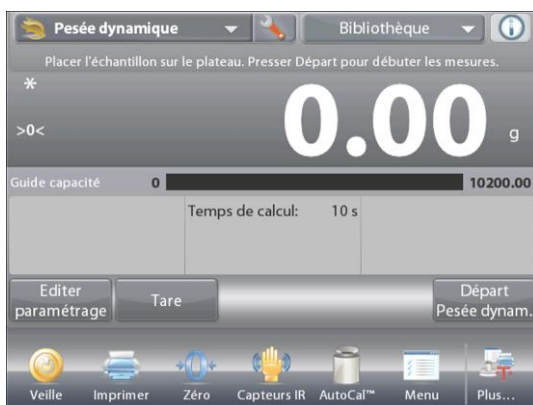 Pesée dynamique Bibliothèque
Placer l'échantillon sur le plateau. Presser Départ pour débuter les mesures.
*
>0< 0.00 g
Guide capacité 0 10200.00
Temps de calcul: 10 s
Editer paramétrage Tare Départ Pesée dynam.
Veille Imprimer Zéro Capteurs IR AutoCal™ Menu Plus...